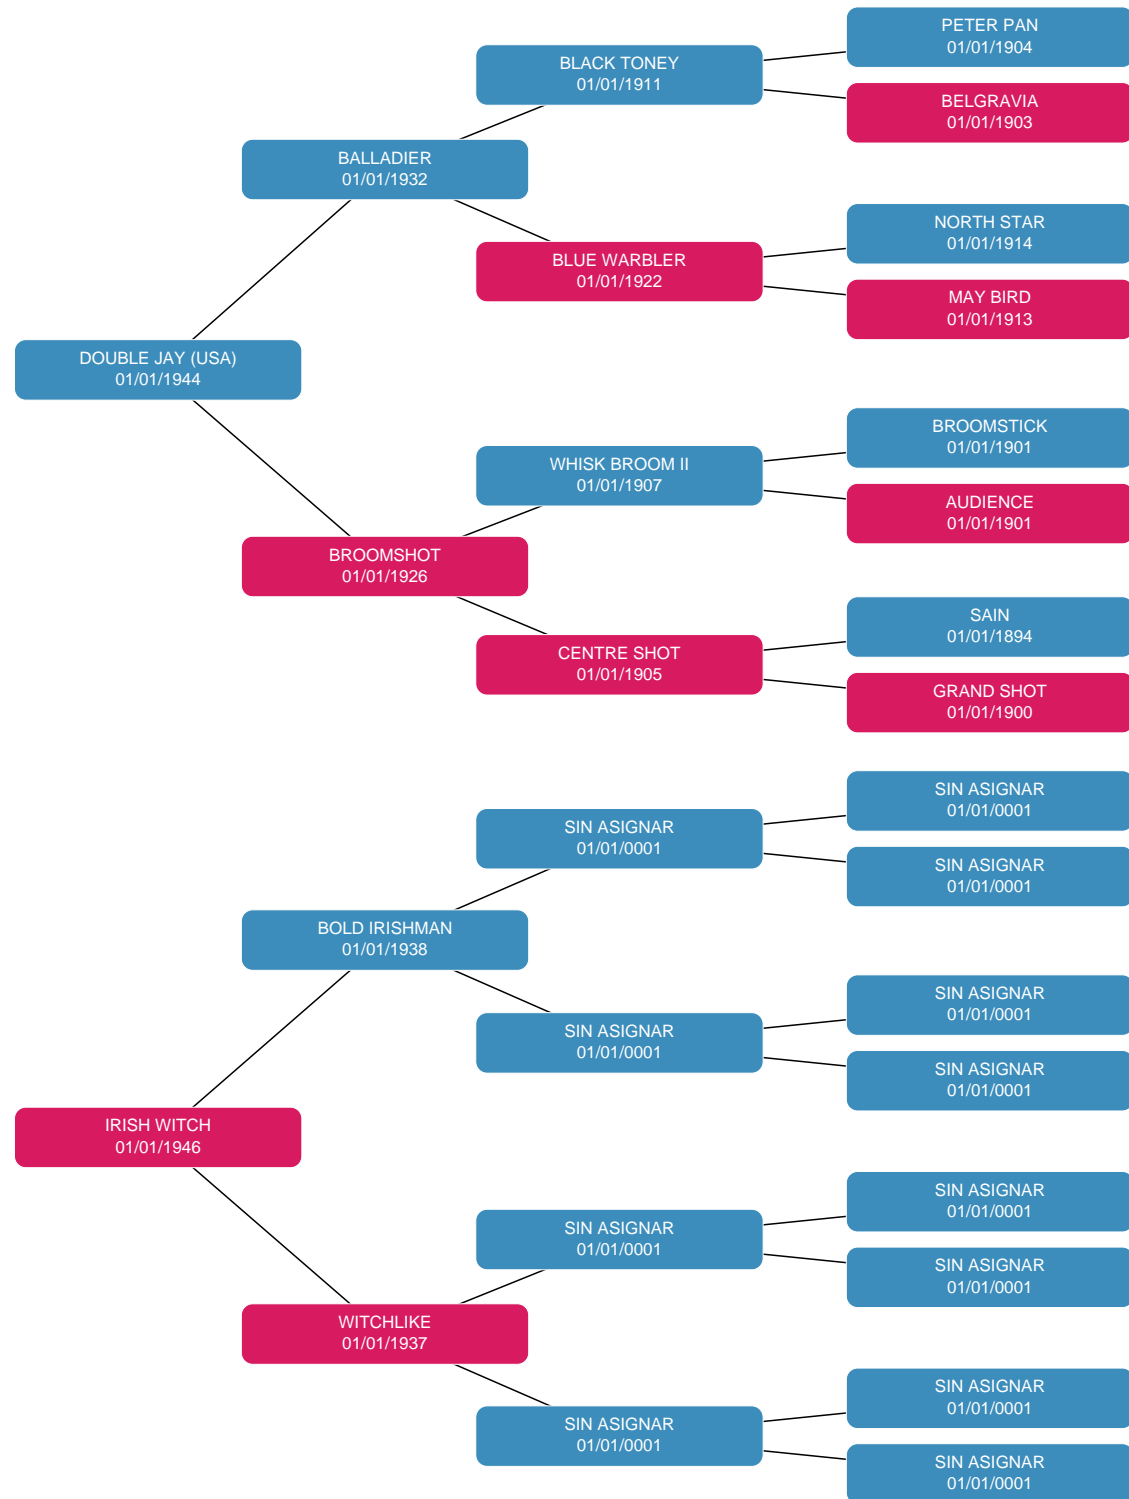 PETER PAN
01/01/1904
BLACK TONEY
01/01/1911
BELGRAVIA
01/01/1903
BALLADIER
01/01/1932
NORTH STAR
01/01/1914
BLUE WARBLER
01/01/1922
MAY BIRD
01/01/1913
DOUBLE JAY (USA)
01/01/1944
BROOMSTICK
01/01/1901
WHISK BROOM II
01/01/1907
AUDIENCE
01/01/1901
BROOMSHOT
01/01/1926
SAIN
01/01/1894
CENTRE SHOT
01/01/1905
GRAND SHOT
01/01/1900
SIN ASIGNAR
01/01/0001
SIN ASIGNAR
01/01/0001
SIN ASIGNAR
01/01/0001
BOLD IRISHMAN
01/01/1938
SIN ASIGNAR
01/01/0001
SIN ASIGNAR
01/01/0001
SIN ASIGNAR
01/01/0001
IRISH WITCH
01/01/1946
SIN ASIGNAR
01/01/0001
SIN ASIGNAR
01/01/0001
SIN ASIGNAR
01/01/0001
WITCHLIKE
01/01/1937
SIN ASIGNAR
01/01/0001
SIN ASIGNAR
01/01/0001
SIN ASIGNAR
01/01/0001